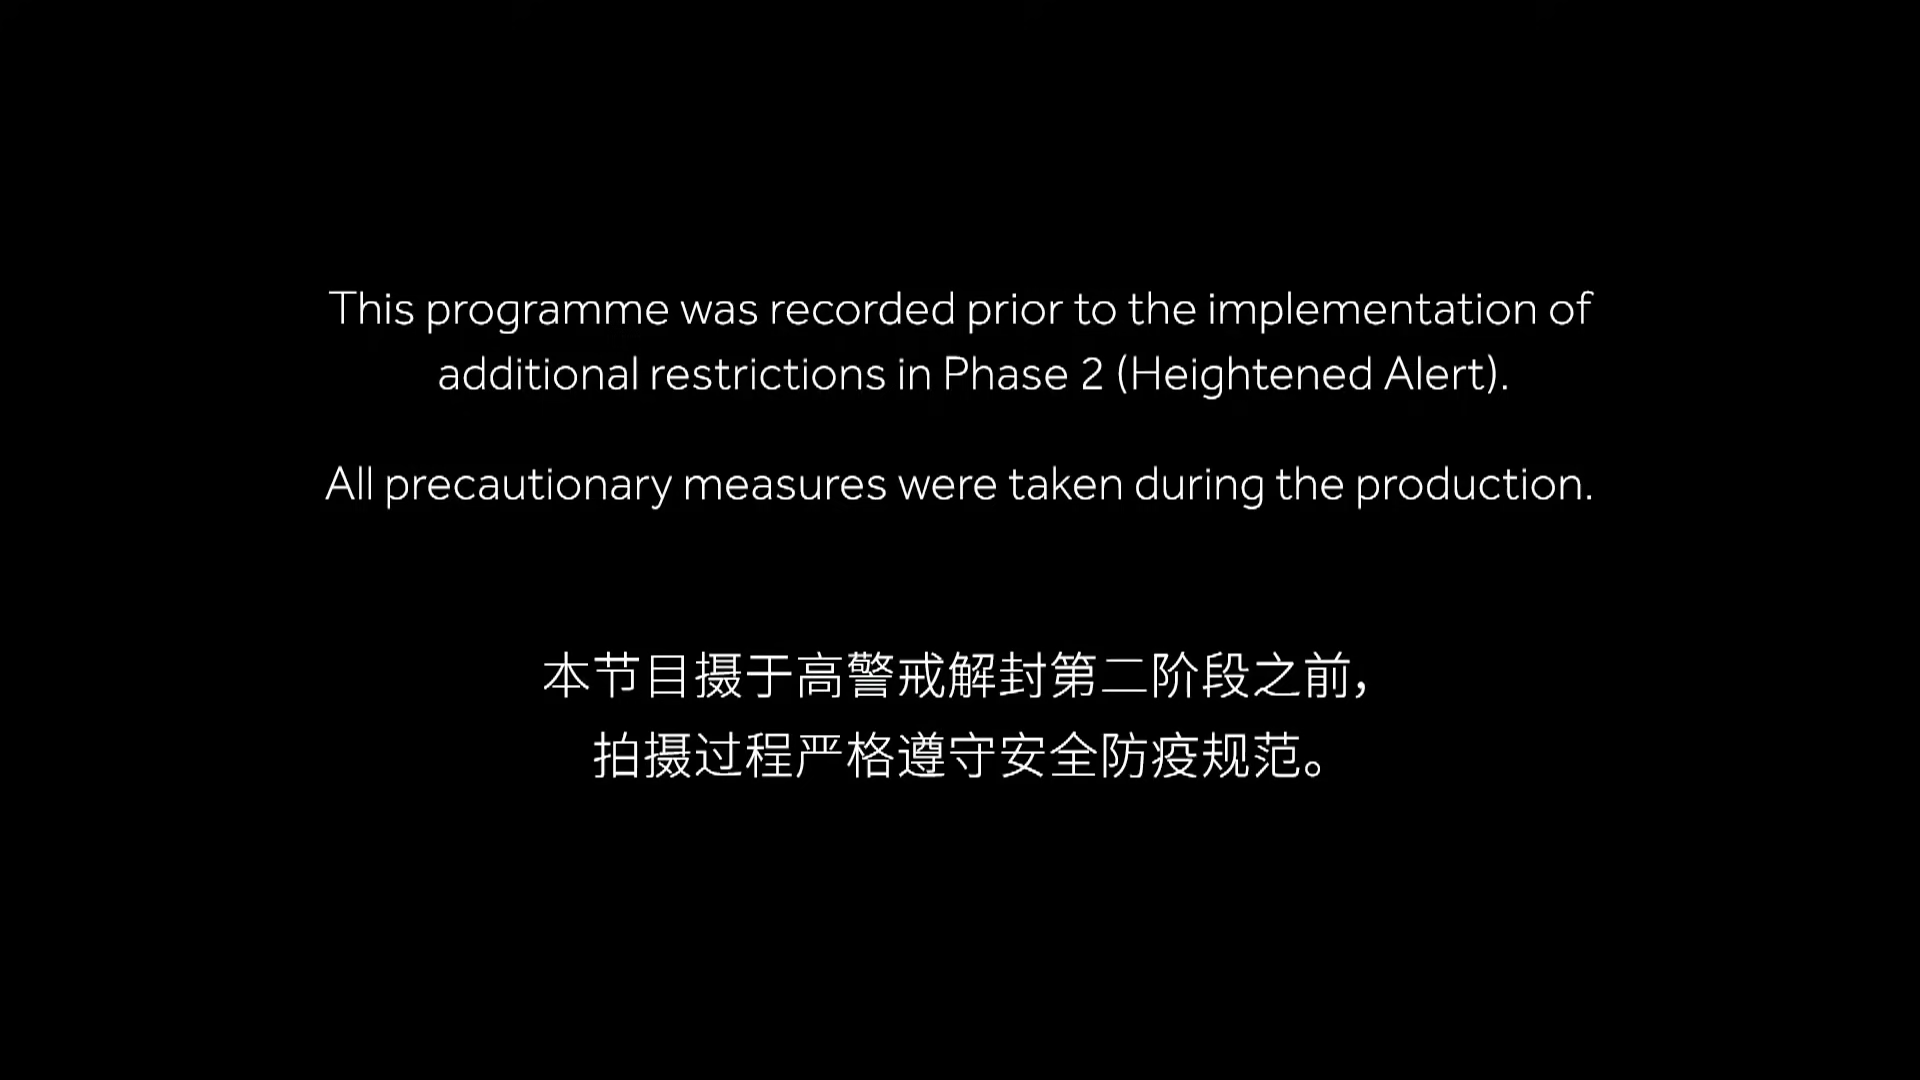 This programme was recorded prior to the implementation of
additional restrictions in Phase 2 (Heightened Alert).
All precautionary measures were taken during the production.
本节目摄于高警戒解封第二阶段之前，
拍摄过程严格遵守安全防疫规范。